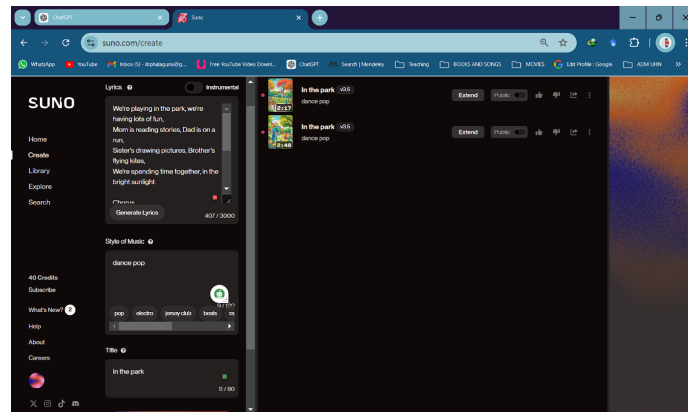 ChatGPT
Suno
suno.com/create
WhatsApp
YouTube
Inbox (5) - ibphalaguna@g...
Free YouTube Video Downl...
ChatGPT
Search | Mendeley
Teaching
BOOKS AND SONGS
MOVIES
Edit Profile : Google
ADM UHN
SUNO
Home
Create
Library
Explore
Search
40 Credits
Subscribe
What's New? 2
Help
About
Careers
Lyrics
Instrumental
We're playing in the park, we're
having lots of fun,
Mom is reading stories, Dad is on a
run,
Sister's drawing pictures, Brother's
flying kites,
We're spending time together, in the
bright sunlight.
Chorus
Generate Lyrics
407 / 3000
Style of Music
dance pop
9 / 120
pop
electro
jersey club
beats
Title
In the park
11 / 80
2:17
In the park v3.5
dance pop
Extend
Public
2:49
In the park v3.5
dance pop
Extend
Public